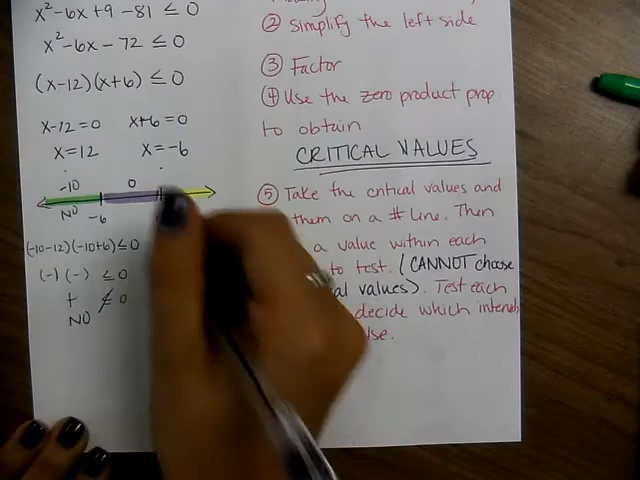 x² -6x + 9 - 81 ≤ 0
x² - 6x - 72 ≤ 0
(x-12)(x+6) ≤ 0
x-12=0 x+6=0
x=12 x=-6
-10 0
NO -6
(-10-12)(-10+6) ≤ 0
(-)(-) ≤ 0
+ ≰ 0
NO
② Simplify the left side
③ Factor
④ Use the zero product prop.
to obtain
CRITICAL VALUES
⑤ Take the critical values and
them on a # line. Then
a value within each
to test. (CANNOT choose
values). Test each
decide which intervals